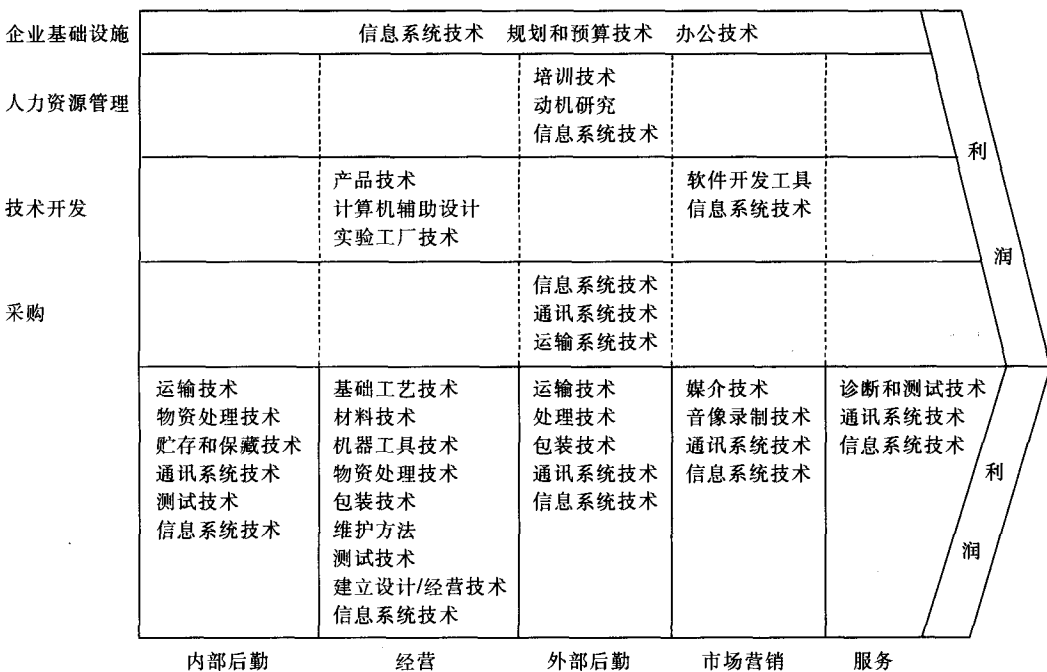 企业基础设施
信息系统技术 规划和预算技术 办公技术
人力资源管理
培训技术
动机研究
信息系统技术
技术开发
产品技术
计算机辅助设计
实验工厂技术
软件开发工具
信息系统技术
采购
信息系统技术
通讯系统技术
运输系统技术
利
润
运输技术
物资处理技术
贮存和保藏技术
通讯系统技术
测试技术
信息系统技术
基础工艺技术
材料技术
机器工具技术
物资处理技术
包装技术
维护方法
测试技术
建立设计/经营技术
信息系统技术
运输技术
处理技术
包装技术
通讯系统技术
信息系统技术
媒介技术
音像录制技术
通讯系统技术
信息系统技术
诊断和测试技术
通讯系统技术
信息系统技术
利
润
内部后勤
经营
外部后勤
市场营销
服务